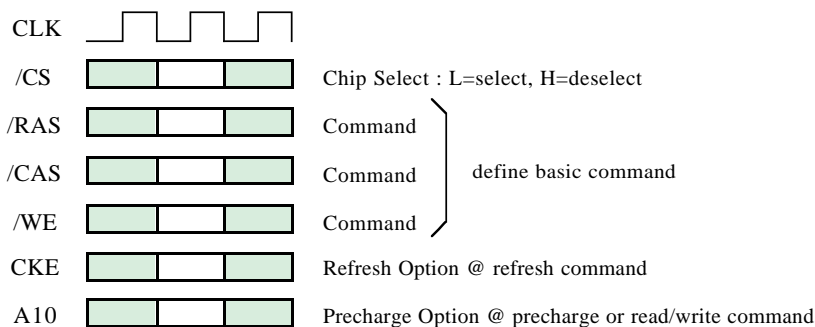 CLK
/CS Chip Select : L=select, H=deselect
/RAS Command
/CAS Command define basic command
/WE Command
CKE Refresh Option @ refresh command
A10 Precharge Option @ precharge or read/write command